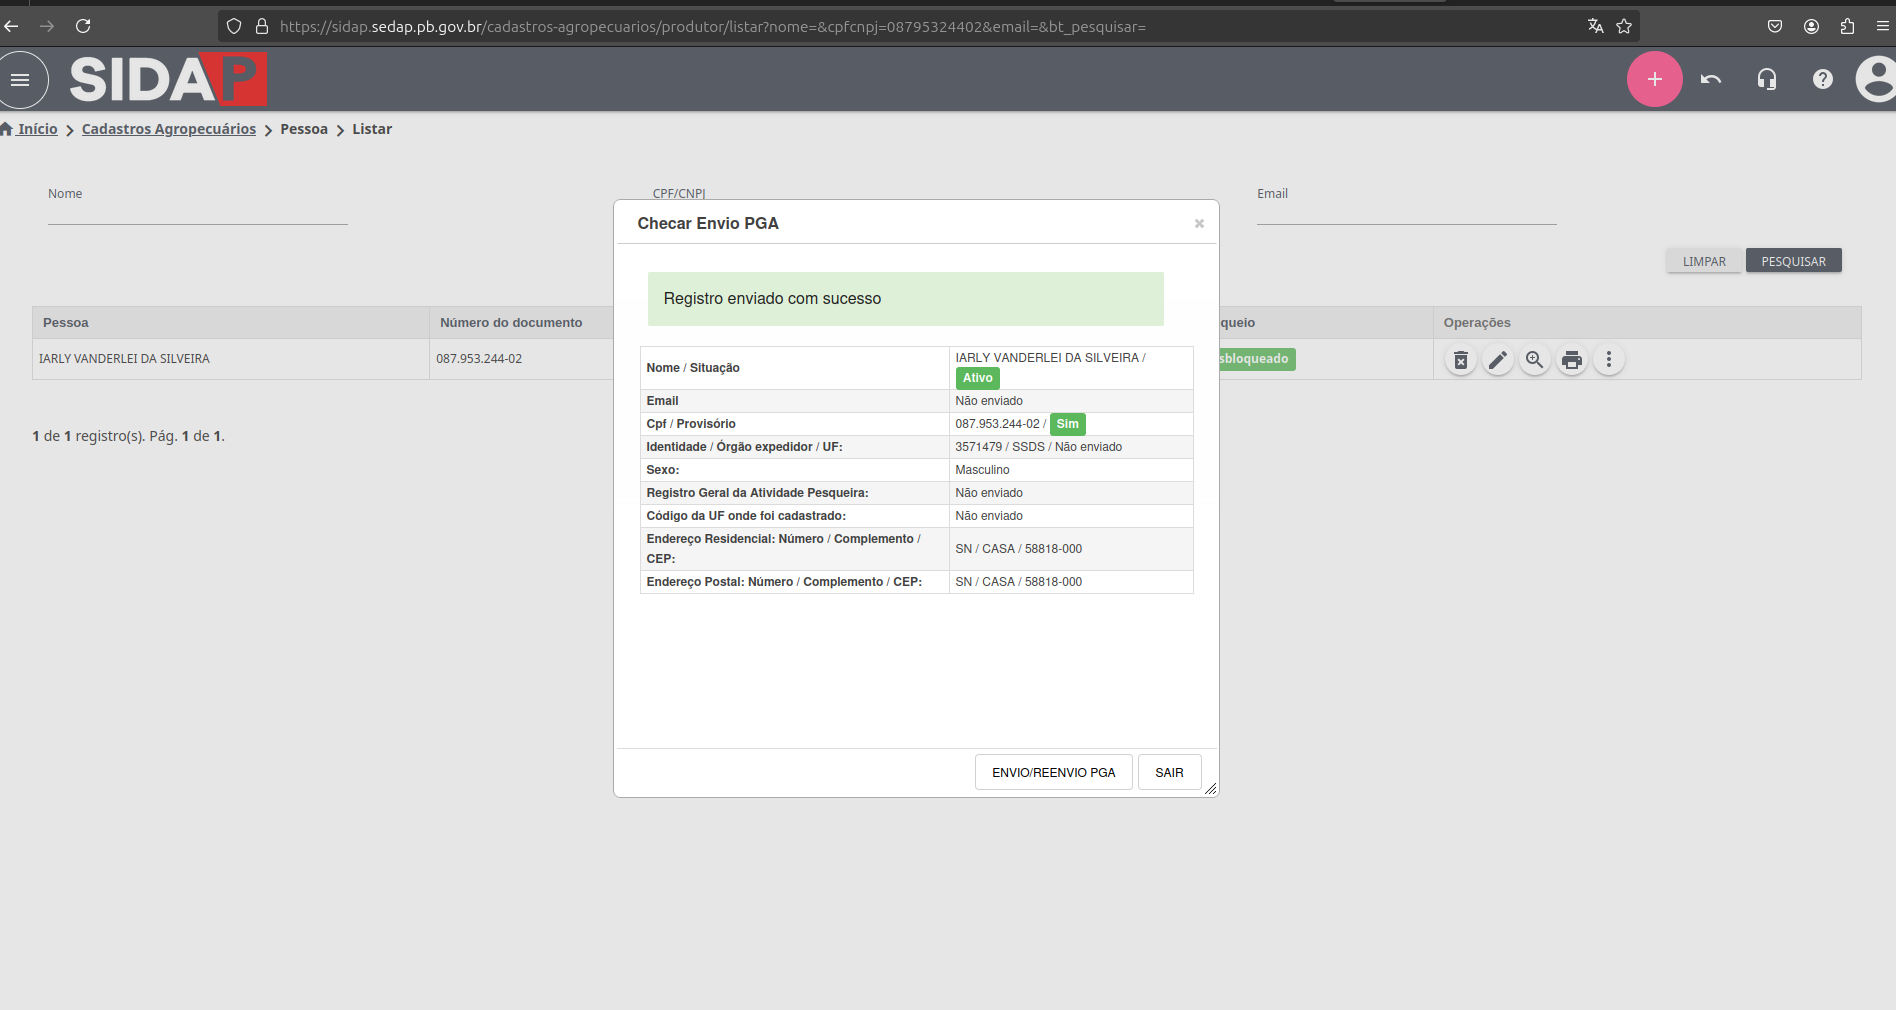 https://sidap.sedap.pb.gov.br/cadastros-agropecuarios/produtor/listar?nome=&cpfcnpj=08795324402&email=&bt_pesquisar=
SIDAP
Início > Cadastros Agropecuários > Pessoa > Listar
Nome
CPF/CNPJ
Email
LIMPAR
PESQUISAR
Pessoa
Número do documento
queio
Operações
IARLY VANDERLEI DA SILVEIRA
087.953.244-02
sbloqueado
1 de 1 registro(s). Pág. 1 de 1.
Checar Envio PGA
×
Registro enviado com sucesso
Nome / Situação
IARLY VANDERLEI DA SILVEIRA /
Ativo
Email
Não enviado
Cpf / Provisório
087.953.244-02 / Sim
Identidade / Órgão expedidor / UF:
3571479 / SSDS / Não enviado
Sexo:
Masculino
Registro Geral da Atividade Pesqueira:
Não enviado
Código da UF onde foi cadastrado:
Não enviado
Endereço Residencial: Número / Complemento /
CEP:
SN / CASA / 58818-000
Endereço Postal: Número / Complemento / CEP:
SN / CASA / 58818-000
ENVIO/REENVIO PGA
SAIR